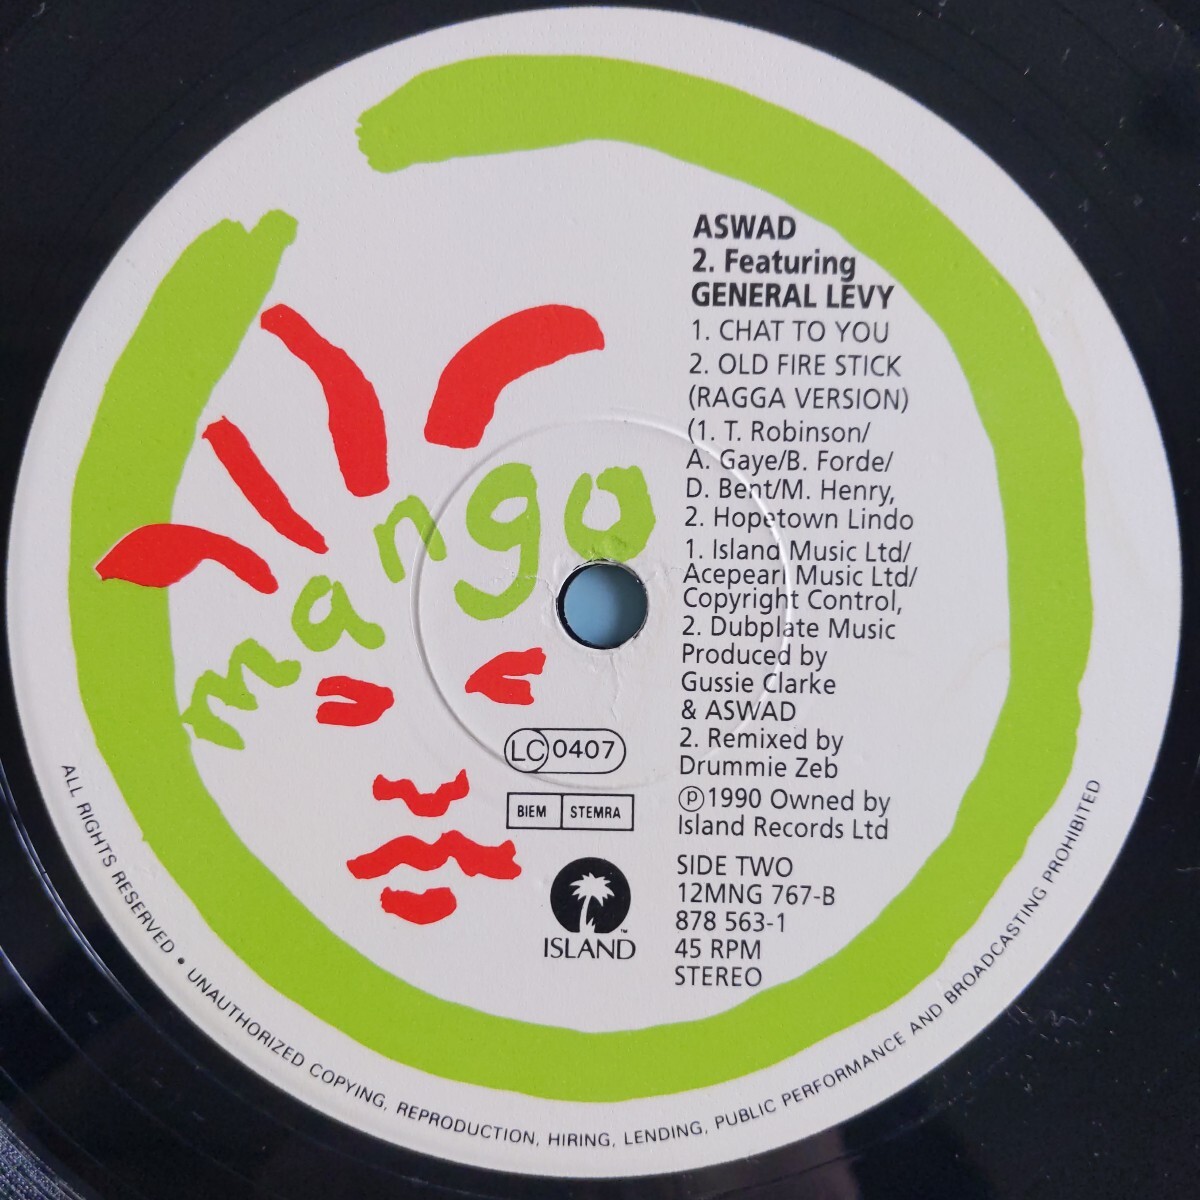 ASWAD
2. Featuring
GENERAL LEVY
1. CHAT TO YOU
2. OLD FIRE STICK
(RAGGA VERSION)
(1. T. Robinson/
A. Gaye/B. Forde/
D. Bent/M. Henry,
2. Hopetown Lindo
1. Island Music Ltd/
Acepearl Music Ltd/
Copyright Control,
2. Dubplate Music
Produced by
Gussie Clarke
& ASWAD
2. Remixed by
Drummie Zeb
℗ 1990 Owned by
Island Records Ltd
SIDE TWO
12MNG 767-B
878 563-1
45 RPM
STEREO
mango
LC 0407
BIEM STEMRA
ISLAND™
ALL RIGHTS RESERVED • UNAUTHORIZED COPYING, REPRODUCTION, HIRING, LENDING, PUBLIC PERFORMANCE AND BROADCASTING PROHIBITED